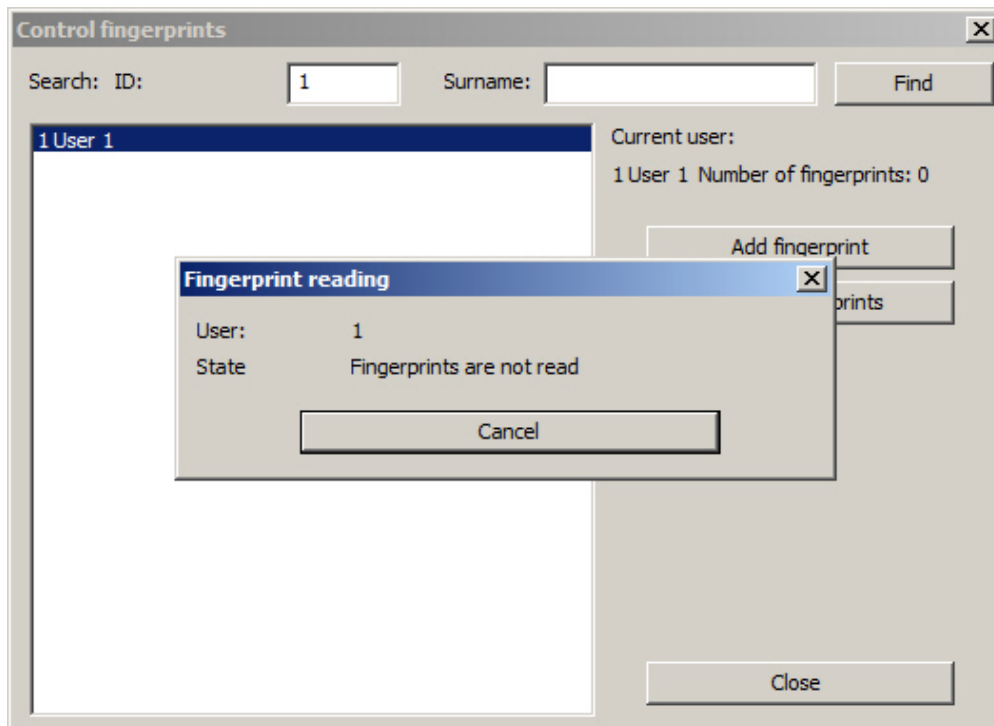 Control fingerprints
Search: ID: 1 Surname: Find
1 User 1
Current user:
1 User 1 Number of fingerprints: 0
Add fingerprint
Fingerprint reading
User: 1
State Fingerprints are not read
Cancel
Close